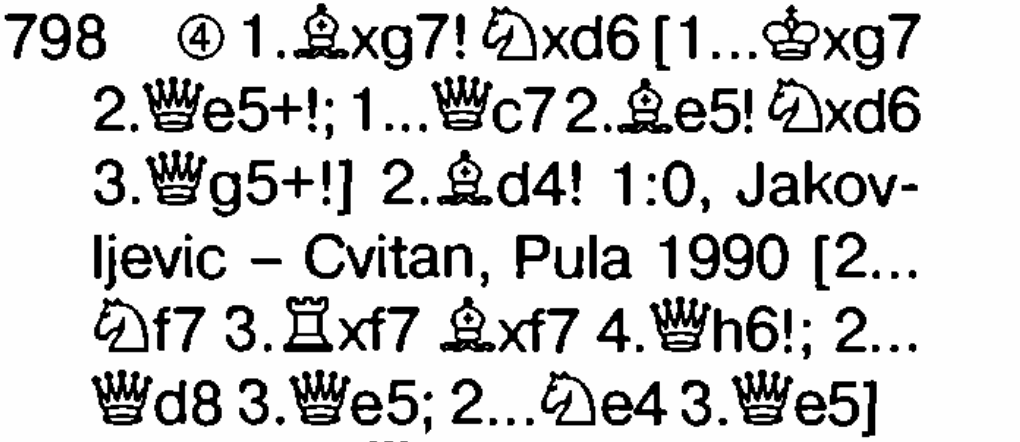 798 ④ 1.♗xg7! ♘xd6 [1...♔xg7
2.♕e5+!; 1...♕c7 2.♗e5! ♘xd6
3.♕g5+!] 2.♗d4! 1:0, Jakov-
ljevic – Cvitan, Pula 1990 [2...
♘f7 3.♖xf7 ♗xf7 4.♕h6!; 2...
♕d8 3.♕e5; 2...♘e4 3.♕e5]